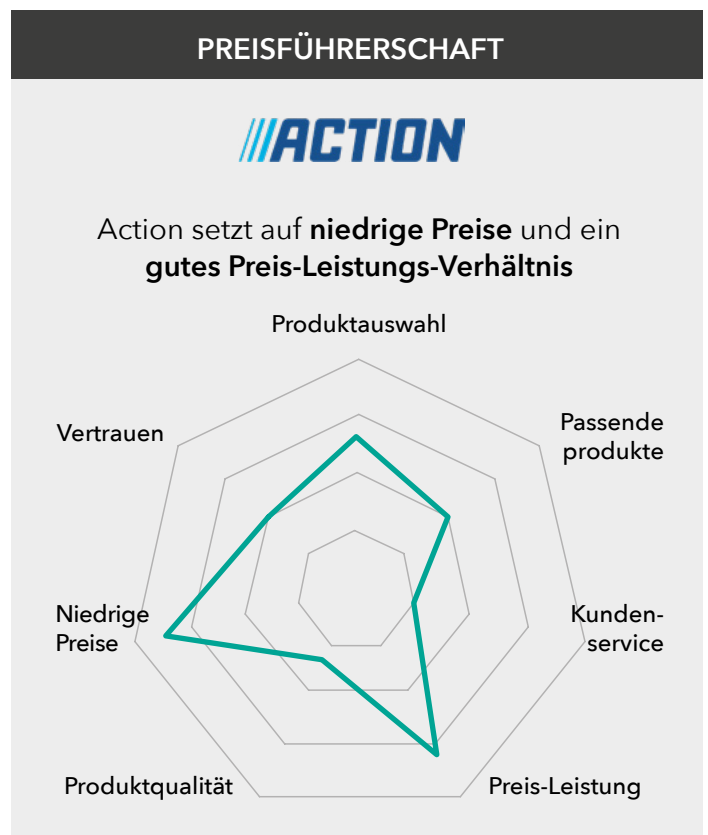 PREISFÜHRERSCHAFT
ACTION
Action setzt auf niedrige Preise und ein
gutes Preis-Leistungs-Verhältnis
Produktauswahl
Vertrauen
Passende
produkte
Niedrige
Preise
Kunden-
service
Produktqualität
Preis-Leistung